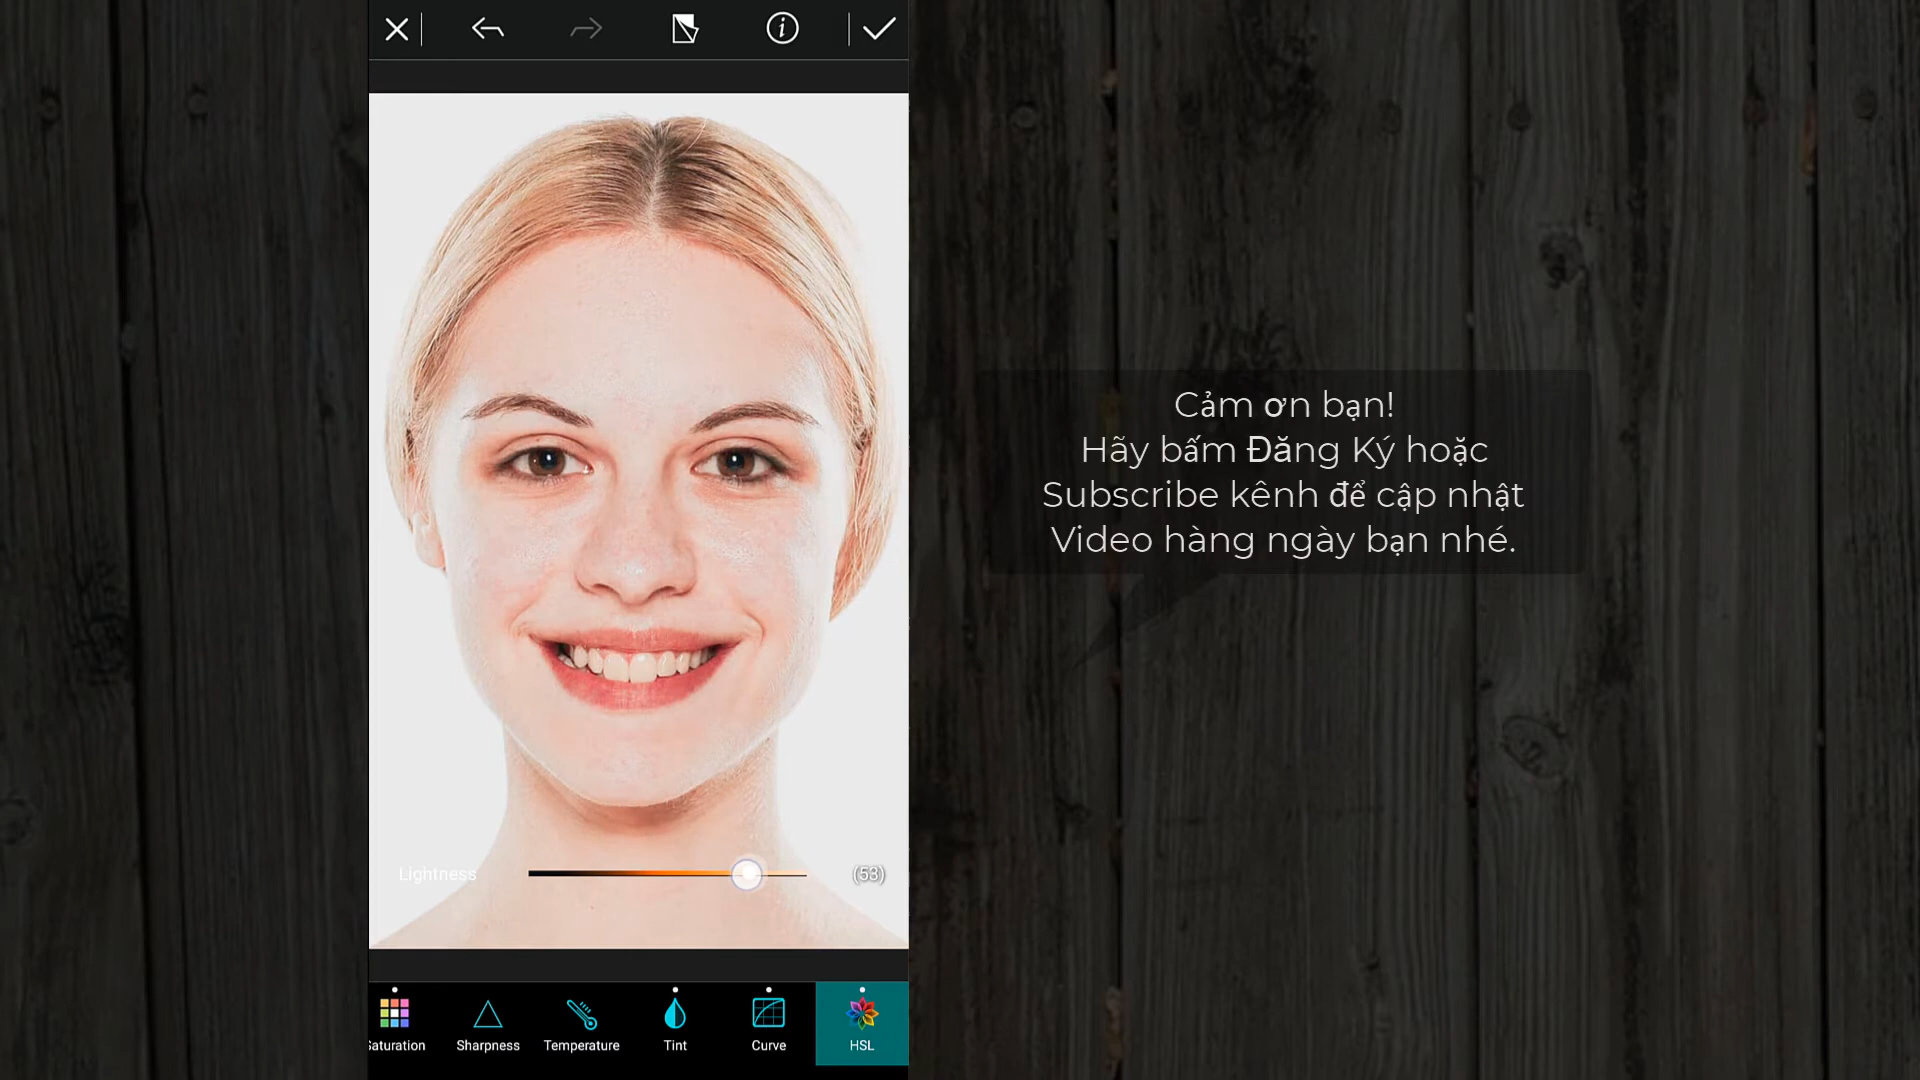 Cảm ơn bạn!
Hãy bấm Đăng Ký hoặc
Subscribe kênh để cập nhật
Video hàng ngày bạn nhé.
Lightness (53)
Saturation Sharpness Temperature Tint Curve HSL